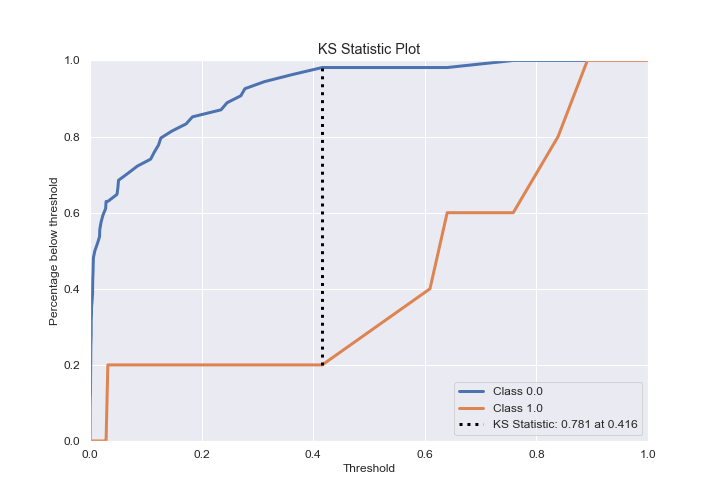 KS Statistic Plot
1.0
0.8
0.6
0.4
0.2
0.0
Percentage below threshold
0.0 0.2 0.4 0.6 0.8 1.0
Threshold
Class 0.0
Class 1.0
KS Statistic: 0.781 at 0.416